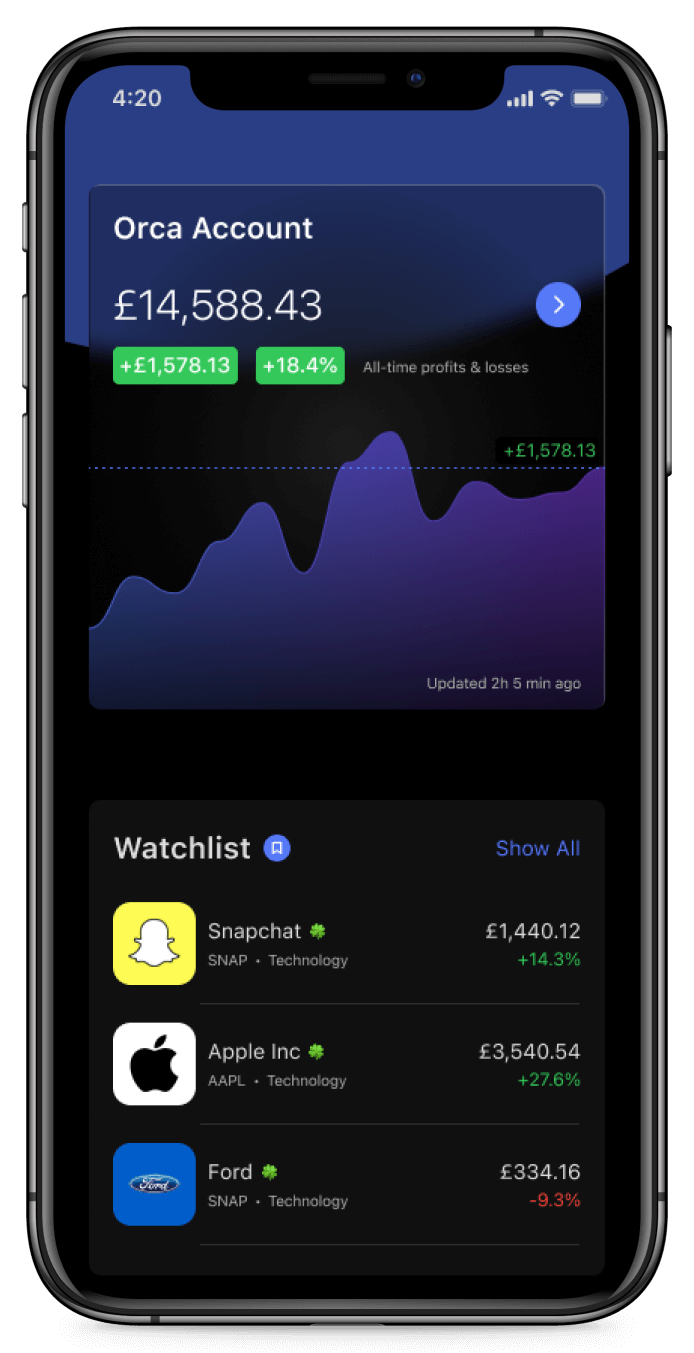 4:20
Orca Account
£14,588.43
+£1,578.13 +18.4% All-time profits & losses
+£1,578.13
Updated 2h 5 min ago
Watchlist Show All
Snapchat £1,440.12
SNAP • Technology +14.3%
Apple Inc £3,540.54
AAPL • Technology +27.6%
Ford Ford £334.16
SNAP • Technology -9.3%